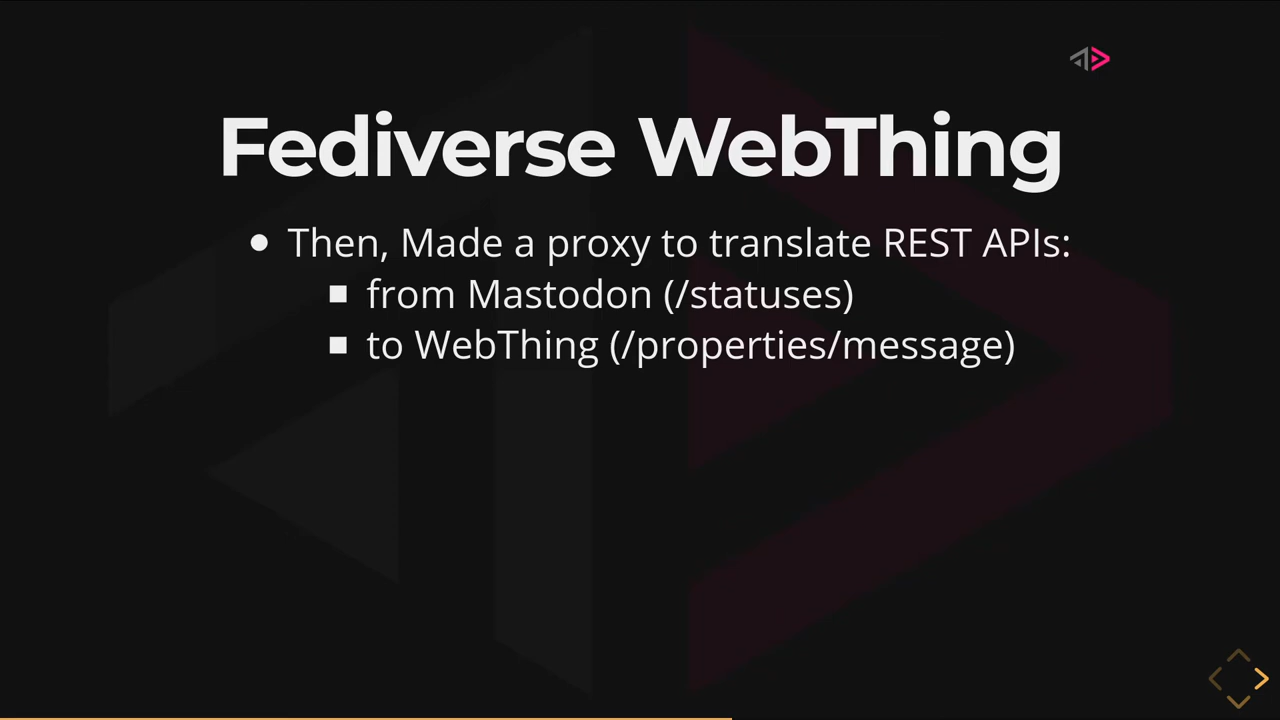 Fediverse WebThing
Then, Made a proxy to translate REST APIs:
from Mastodon (/statuses)
to WebThing (/properties/message)